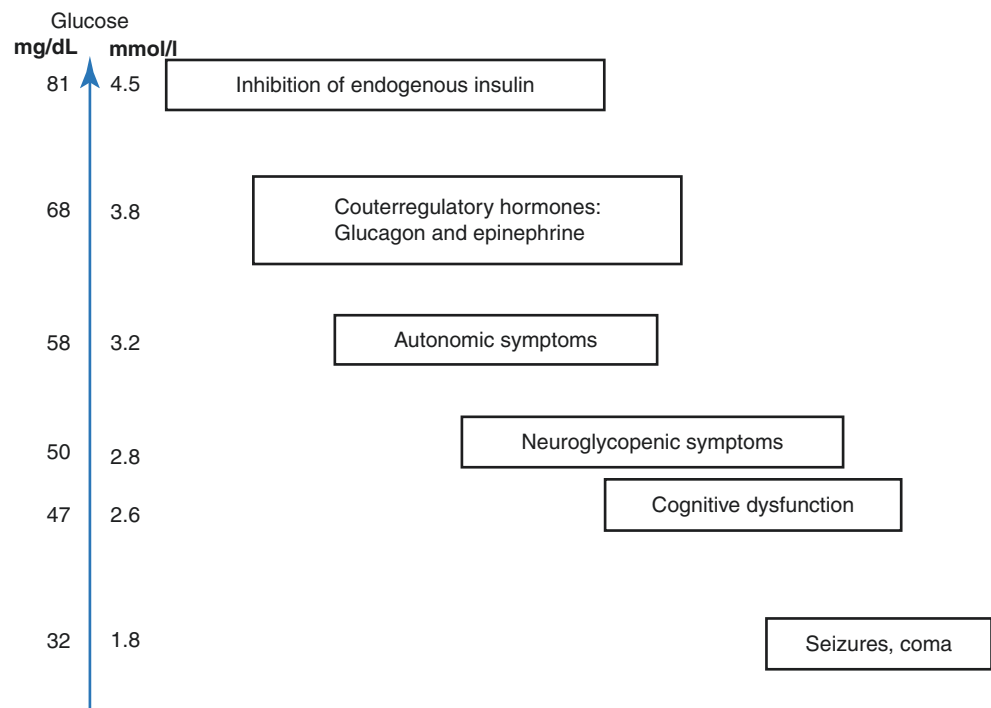 Glucose
mg/dL mmol/l
81 4.5 Inhibition of endogenous insulin
68 3.8 Couterregulatory hormones:
Glucagon and epinephrine
58 3.2 Autonomic symptoms
50 2.8 Neuroglycopenic symptoms
47 2.6 Cognitive dysfunction
32 1.8 Seizures, coma